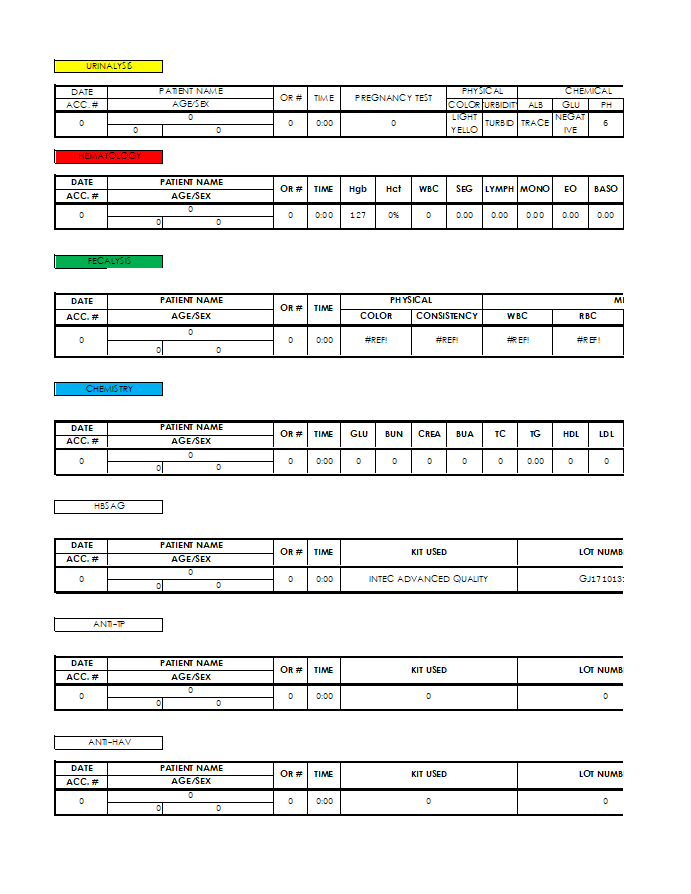 URINALYSIS
DATE PATIENT NAME OR # TIME PREGNANCY TEST PHYSICAL CHEMICAL
ACC. # AGE/SEX COLOR TURBIDITY ALB GLU PH
0 0 0 0:00 0 LIGHT YELLO TURBID TRACE NEGATIVE 6
0 0
HEMATOLOGY
DATE PATIENT NAME OR # TIME Hgb Hct WBC SEG LYMPH MONO EO BASO
ACC. # AGE/SEX
0 0 0 0:00 127 0% 0 0.00 0.00 0.00 0.00 0.00
0 0
FECALYSIS
DATE PATIENT NAME OR # TIME PHYSICAL MI
ACC. # AGE/SEX COLOR CONSISTENCY WBC RBC
0 0 0 0:00 #REF! #REF! #REF! #REF!
0 0
CHEMISTRY
DATE PATIENT NAME OR # TIME GLU BUN CREA BUA TC TG HDL LDL
ACC. # AGE/SEX
0 0 0 0:00 0 0 0 0 0 0.00 0 0
0 0
HBSAG
DATE PATIENT NAME OR # TIME KIT USED LOT NUMB
ACC. # AGE/SEX
0 0 0 0:00 INTEC ADVANCED QUALITY GJ171013
0 0
ANTI-TP
DATE PATIENT NAME OR # TIME KIT USED LOT NUMB
ACC. # AGE/SEX
0 0 0 0:00 0 0
0 0
ANTI-HAV
DATE PATIENT NAME OR # TIME KIT USED LOT NUMB
ACC. # AGE/SEX
0 0 0 0:00 0 0
0 0